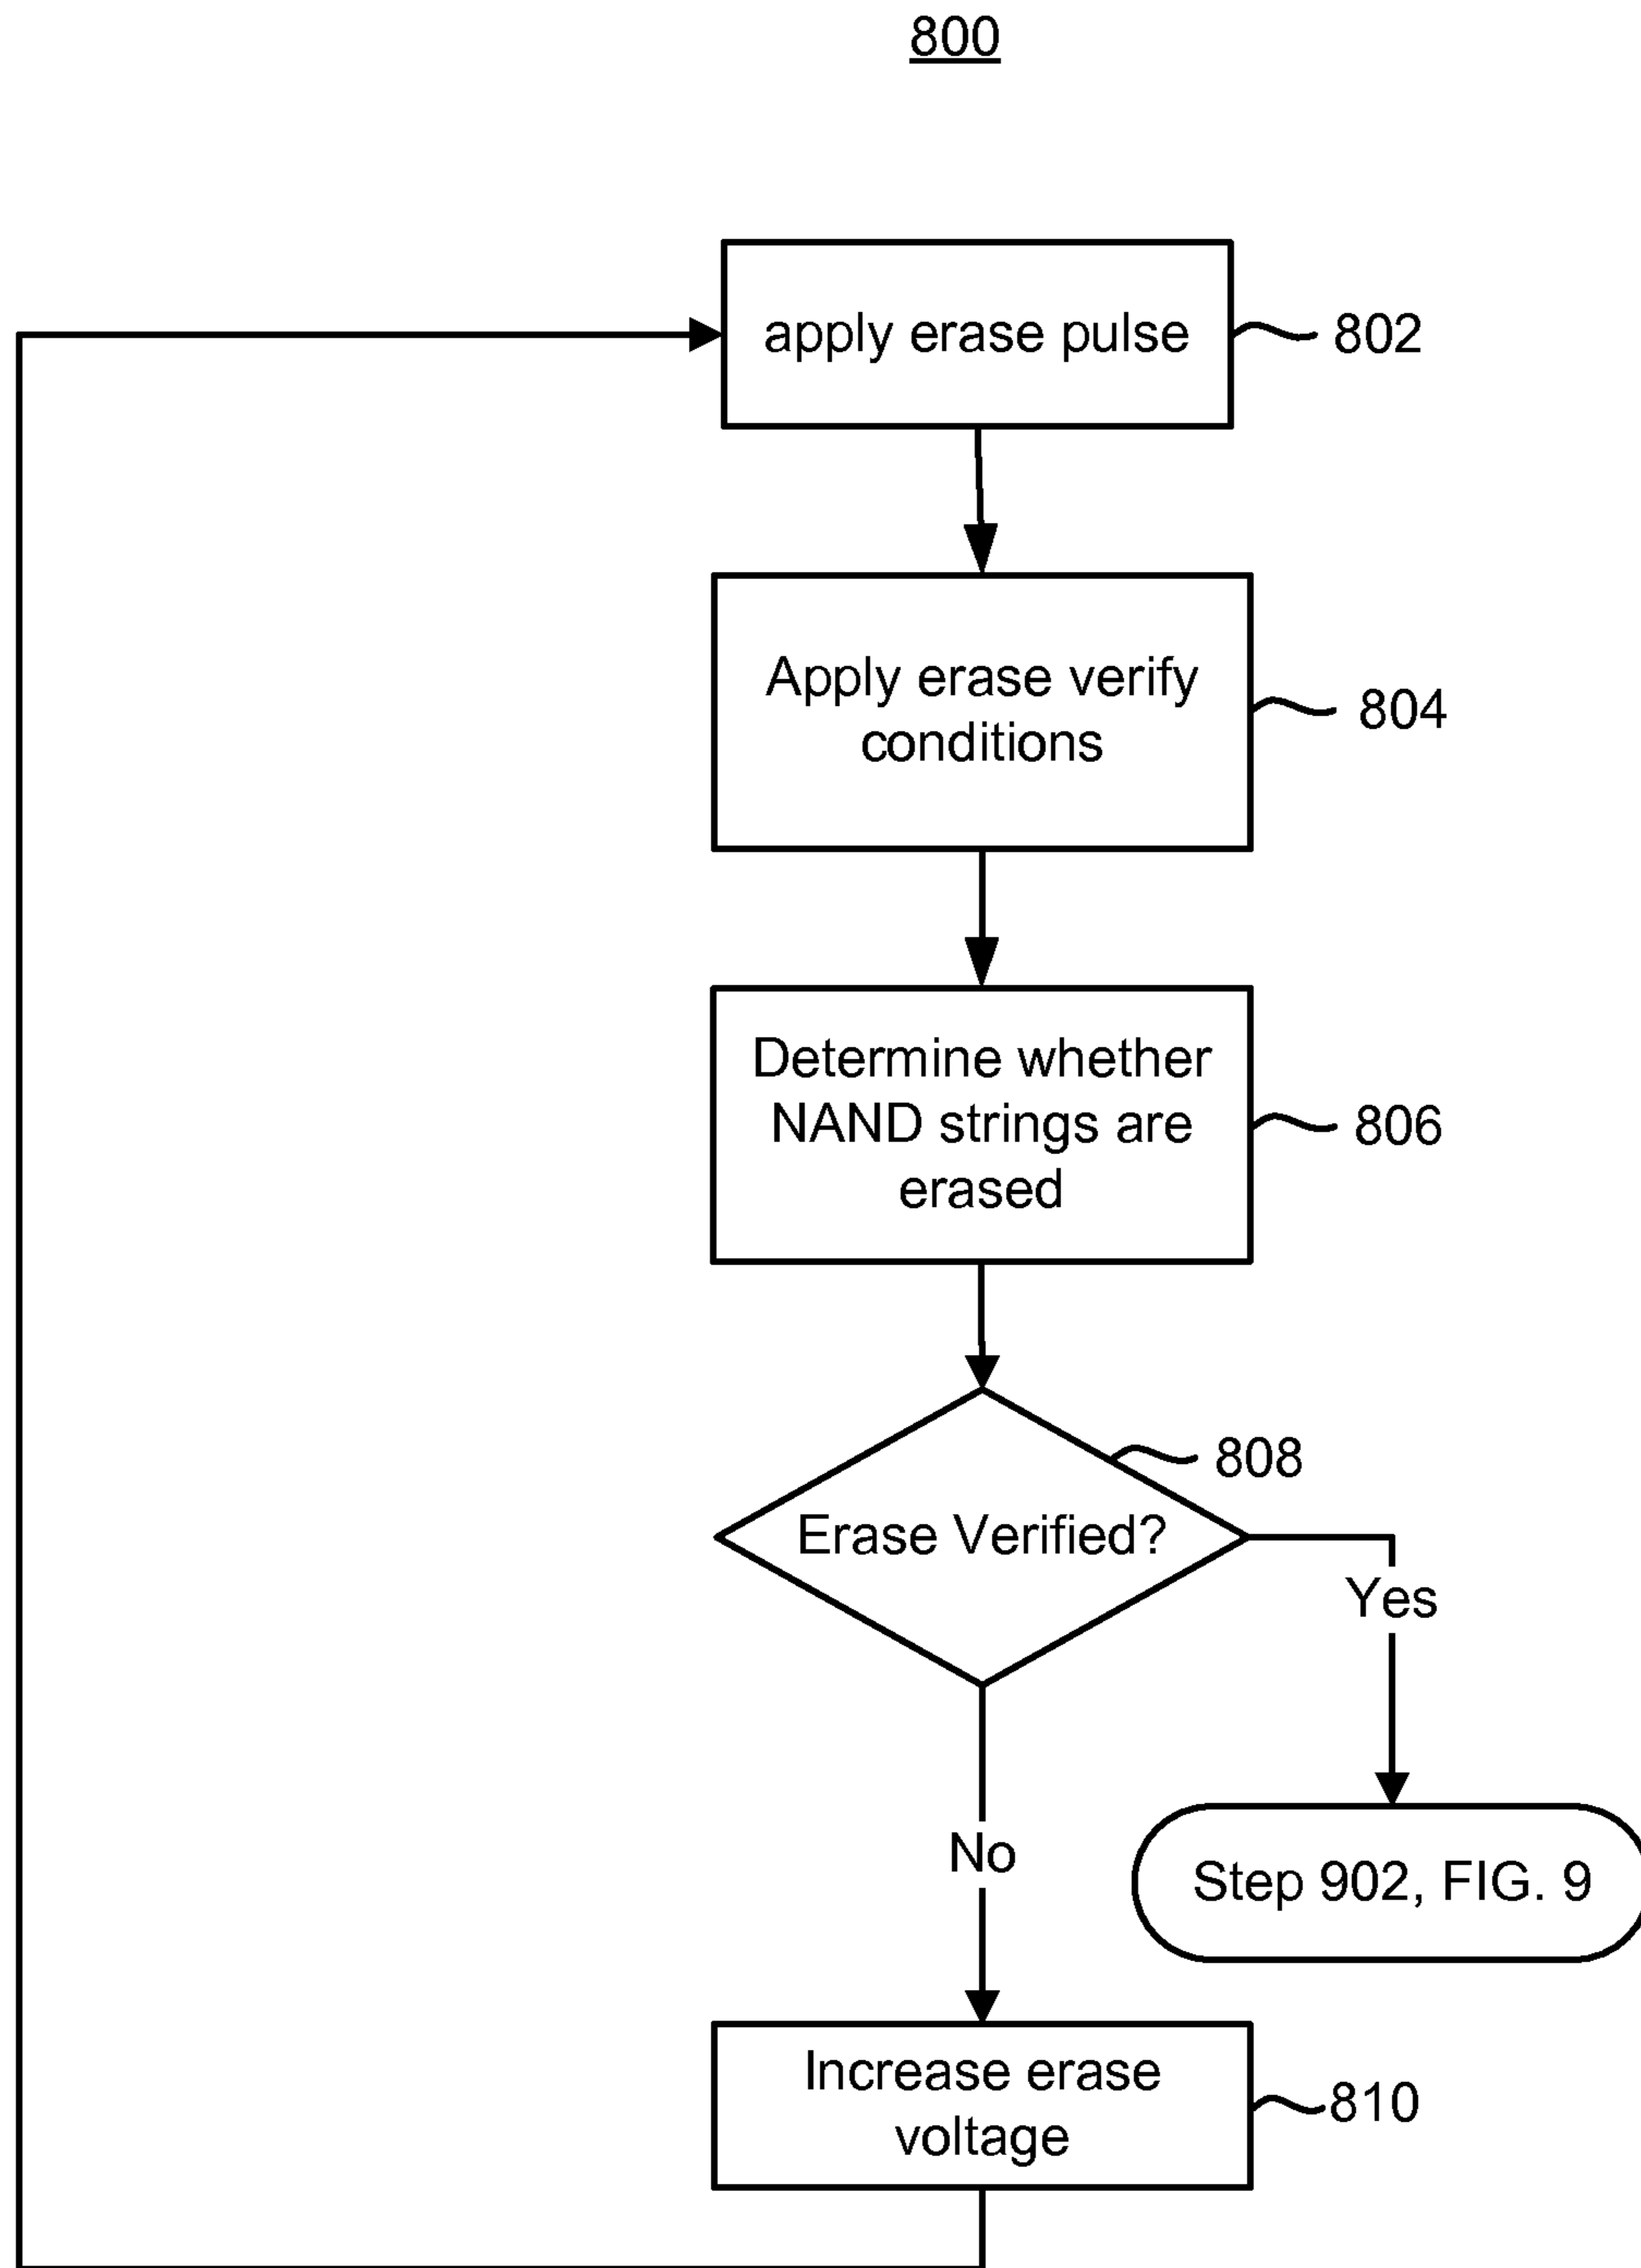 800
apply erase pulse
802
Apply erase verify
conditions
804
Determine whether
NAND strings are
erased
806
808
Erase Verified?
Yes
No
Step 902, FIG. 9
Increase erase
voltage
810